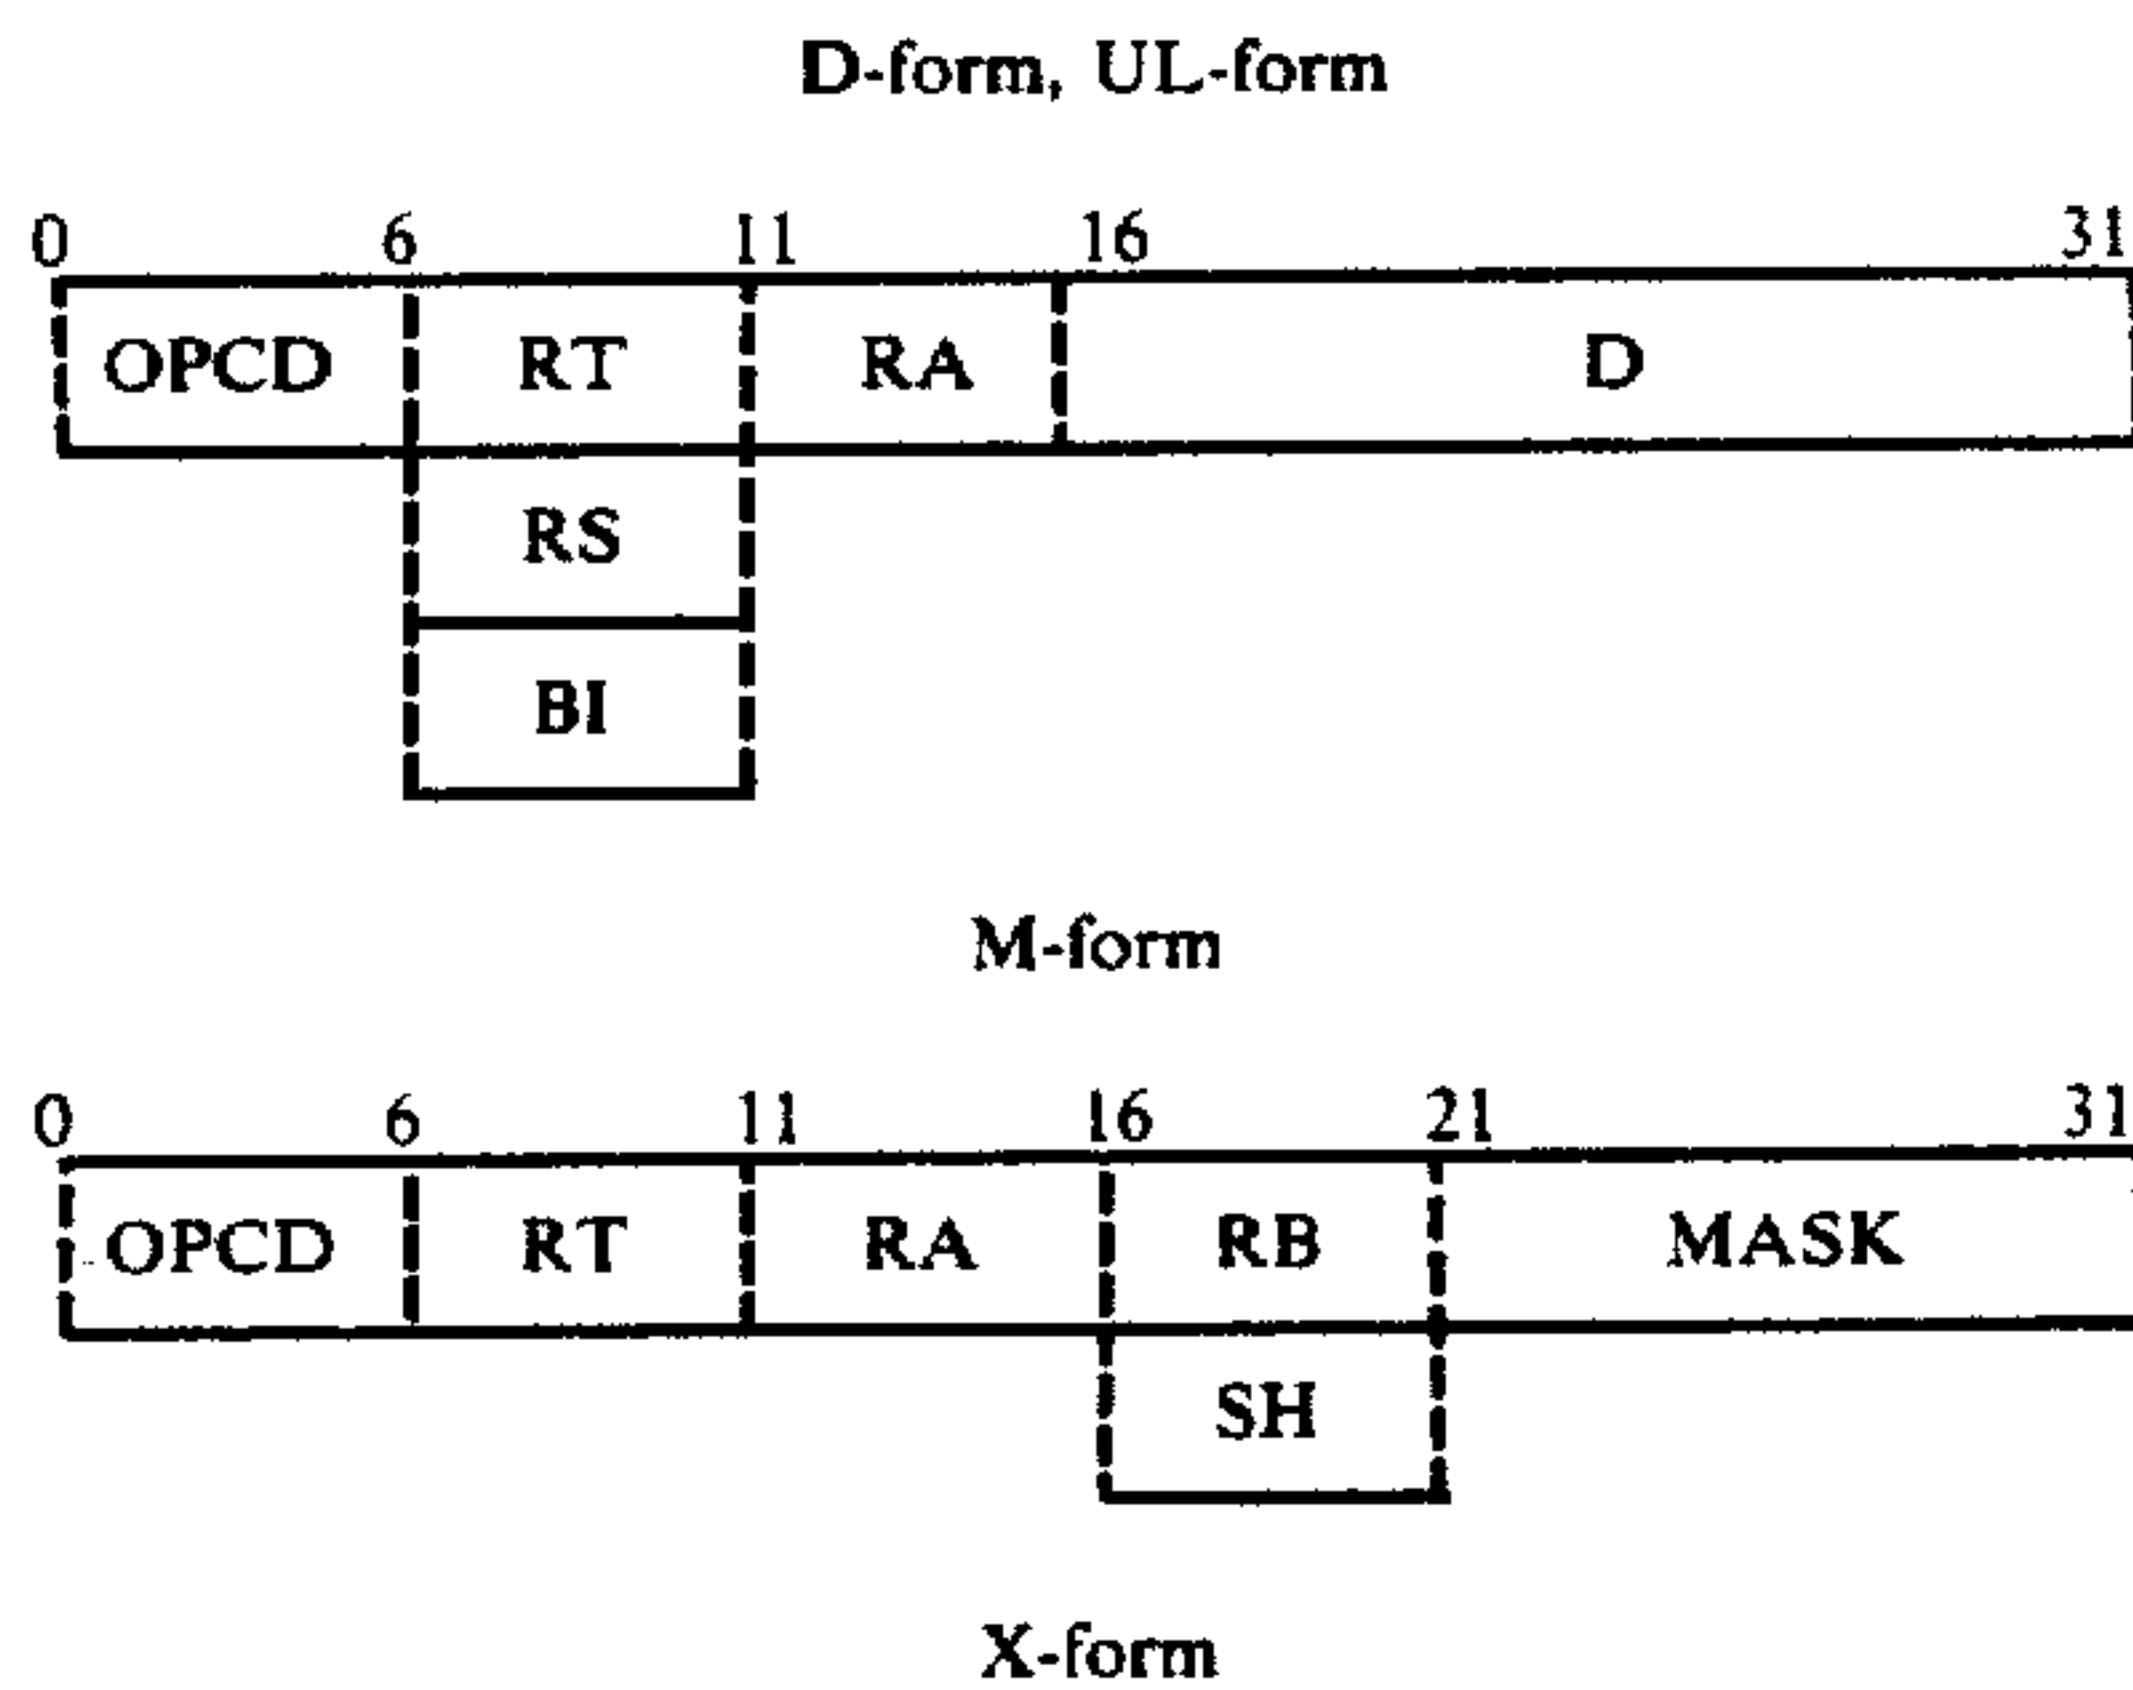 D-form, UL-form
0 6 11 16 31
OPCD RT RA D
RS
BI
M-form
0 6 11 16 21 31
OPCD RT RA RB MASK
SH
X-form